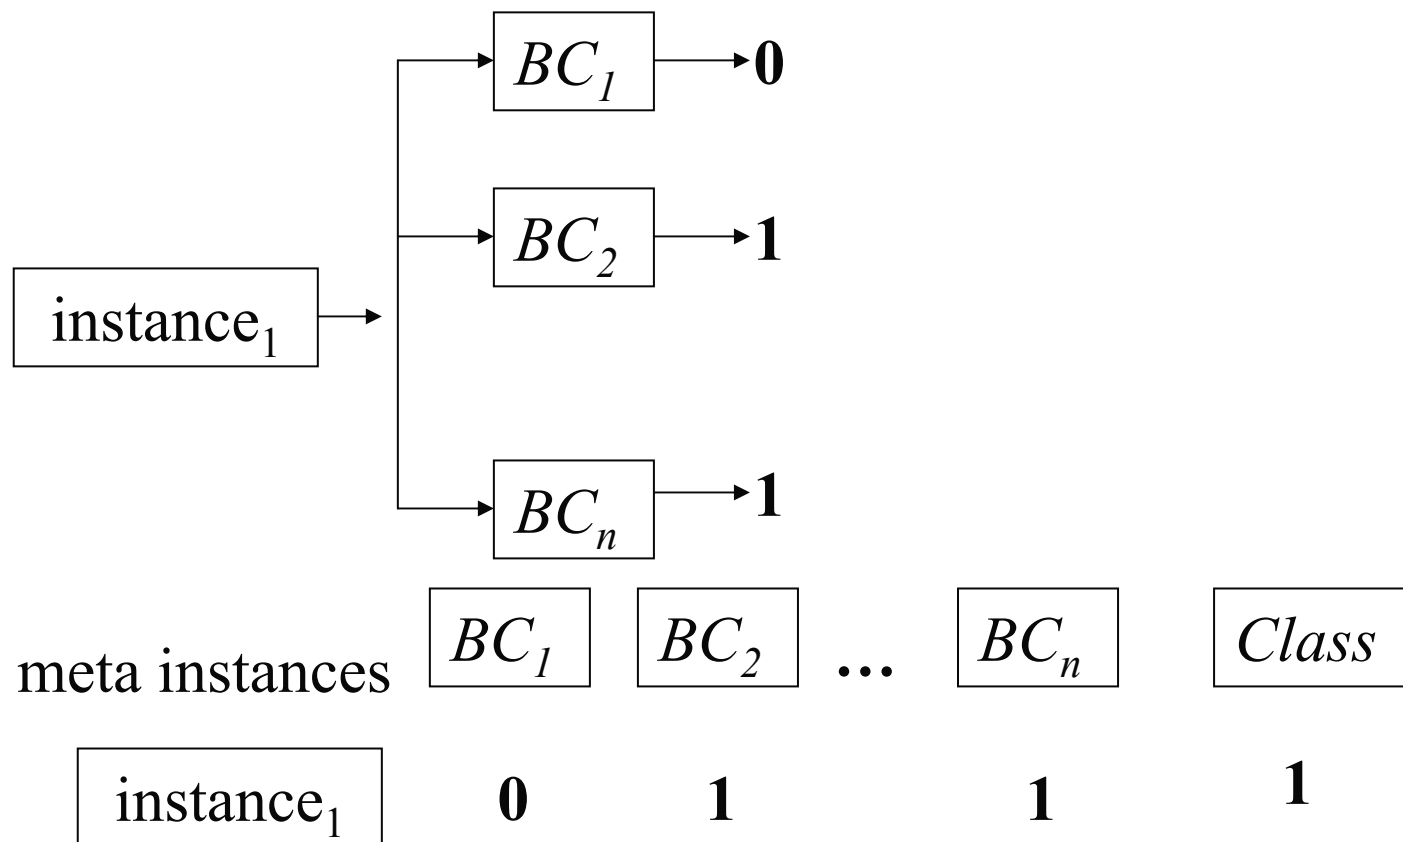 BC₁ 0
BC₂ 1
instance₁
BCₙ 1
meta instances BC₁ BC₂ ... BCₙ Class
instance₁ 0 1 1 1